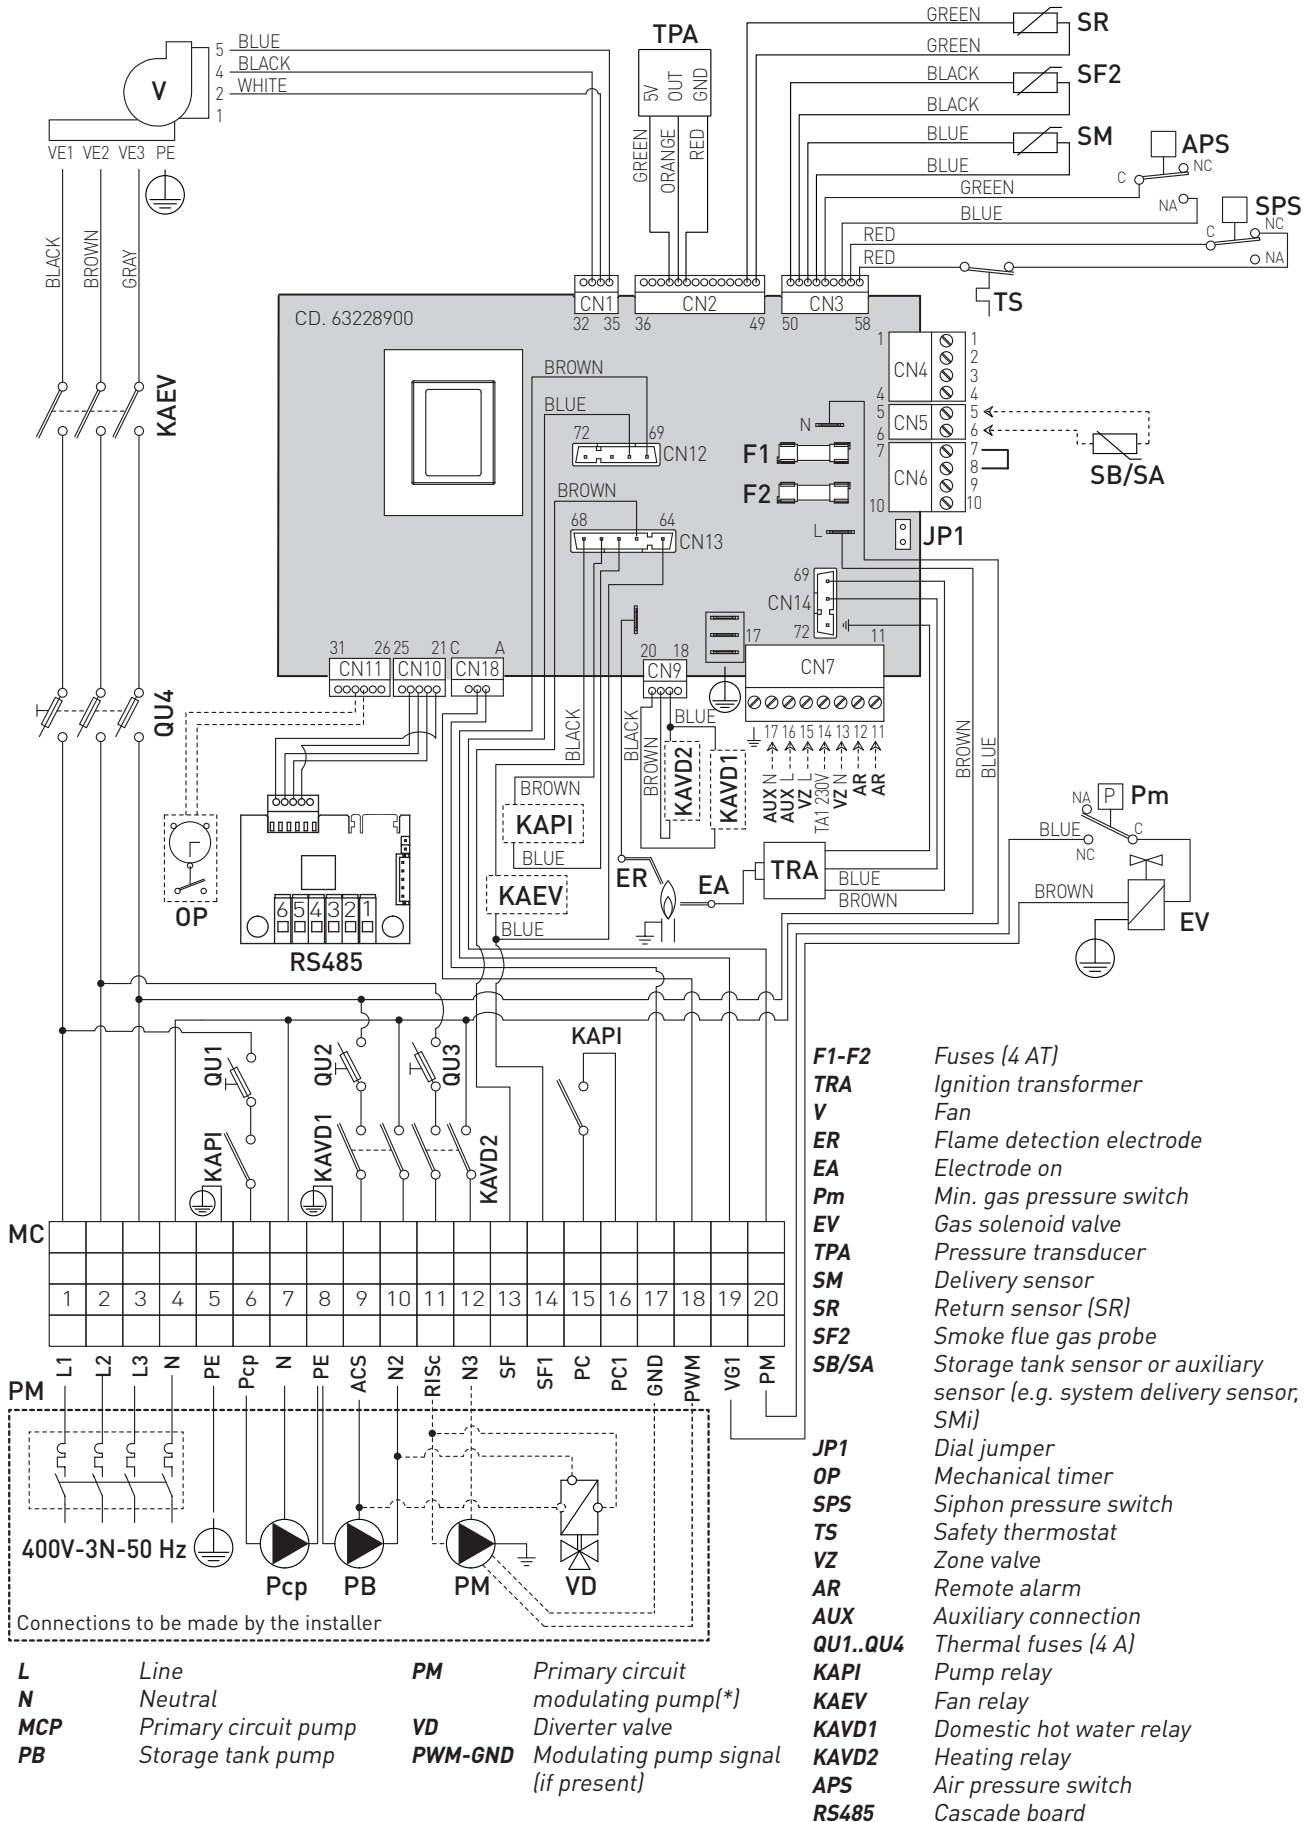 GREEN
SR
GREEN
BLACK
SF2
BLACK
BLUE
SM
BLUE
GREEN
BLUE
RED
RED
C
NC
NA
APS
SPS
C
NC
NA
TS
TPA
5V
OUT
GND
GREEN
ORANGE
RED
V
5 BLUE
4 BLACK
2 WHITE
1
VE1 VE2 VE3 PE
BLACK
BROWN
GRAY
KAEV
QU4
CD. 63228900
CN1
32 35
CN2
36 49
CN3
50 58
1 CN4 4
1
2
3
4
5 CN5 6
5
6
7 CN6 10
7
8
9
10
SB/SA
JP1
BROWN
BLUE
72 69
CN12
BROWN
68 64
CN13
N
F1
F2
L
69
CN14
72
17 11
CN7
31 26 25 21 C A
CN11 CN10 CN18
20 18
CN9
17 16 15 14 13 12 11
AUX N
AUX L
VZ L
TA1 230V
VZ N
AR
AR
BLACK
BROWN
KAPI
BLUE
KAEV
BLUE
BLACK
BROWN
BLUE
KAVD2
KAVD1
BROWN
BLUE
ER
EA
TRA
BLUE
BROWN
NA P Pm
BLUE
C
NC
BROWN
EV
OP
6 5 4 3 2 1
RS485
QU1
QU2
QU3
KAPI
KAVD1
KAVD2
KAPI
MC
1 2 3 4 5 6 7 8 9 10 11 12 13 14 15 16 17 18 19 20
L1 L2 L3 N PE Pcp N PE ACS N2 RISc N3 SF SF1 PC PC1 GND PWM VG1 PM
PM
400V-3N-50 Hz
Pcp PB PM VD
Connections to be made by the installer
F1-F2 Fuses (4 AT)
TRA Ignition transformer
V Fan
ER Flame detection electrode
EA Electrode on
Pm Min. gas pressure switch
EV Gas solenoid valve
TPA Pressure transducer
SM Delivery sensor
SR Return sensor (SR)
SF2 Smoke flue gas probe
SB/SA Storage tank sensor or auxiliary
sensor (e.g. system delivery sensor,
SMi)
JP1 Dial jumper
OP Mechanical timer
SPS Siphon pressure switch
TS Safety thermostat
VZ Zone valve
AR Remote alarm
AUX Auxiliary connection
QU1..QU4 Thermal fuses (4 A)
KAPI Pump relay
KAEV Fan relay
KAVD1 Domestic hot water relay
KAVD2 Heating relay
APS Air pressure switch
RS485 Cascade board
L Line
N Neutral
MCP Primary circuit pump
PB Storage tank pump
PM Primary circuit
modulating pump(*)
VD Diverter valve
PWM-GND Modulating pump signal
(if present)